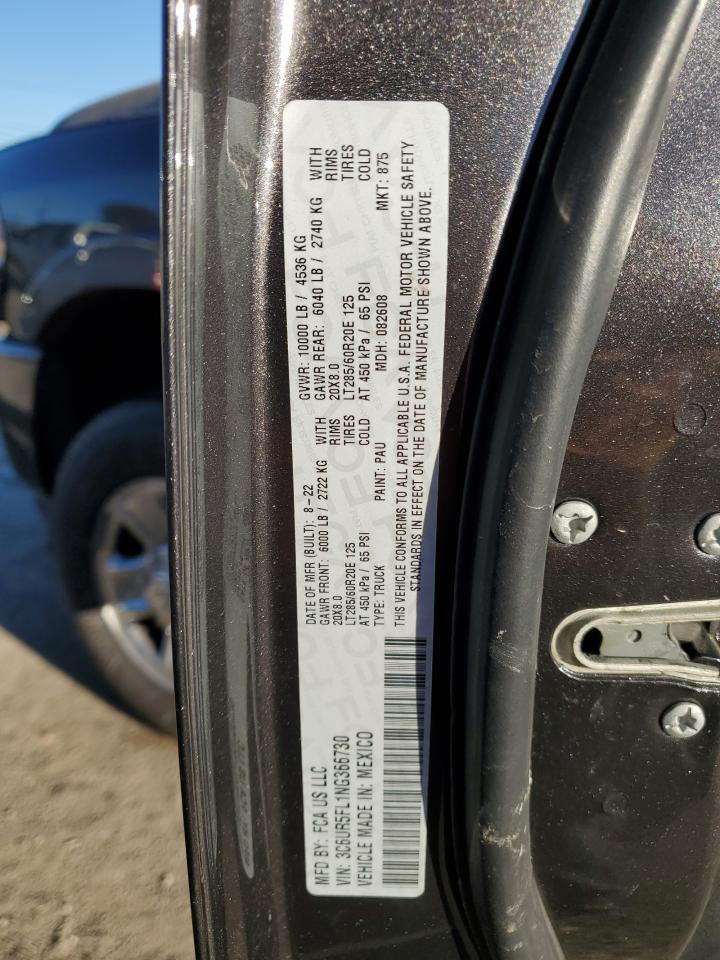 MFD BY: FCA US LLC
DATE OF MFR (BUILT): 8-22
GVWR: 10000 LB / 4536 KG
GAWR FRONT: 6000 LB / 2722 KG WITH
GAWR REAR: 6040 LB / 2740 KG WITH
20X8.0 RIMS
20X8.0 RIMS
LT285/60R20E 125 TIRES
LT285/60R20E 125 TIRES
AT 450 kPa / 65 PSI COLD
AT 450 kPa / 65 PSI COLD
VIN: 3C6UR5FL1NG366730
TYPE: TRUCK
PAINT: PAU
MDH: 082608
MKT: 875
VEHICLE MADE IN: MEXICO
THIS VEHICLE CONFORMS TO ALL APPLICABLE U.S.A. FEDERAL MOTOR VEHICLE SAFETY
STANDARDS IN EFFECT ON THE DATE OF MANUFACTURE SHOWN ABOVE.